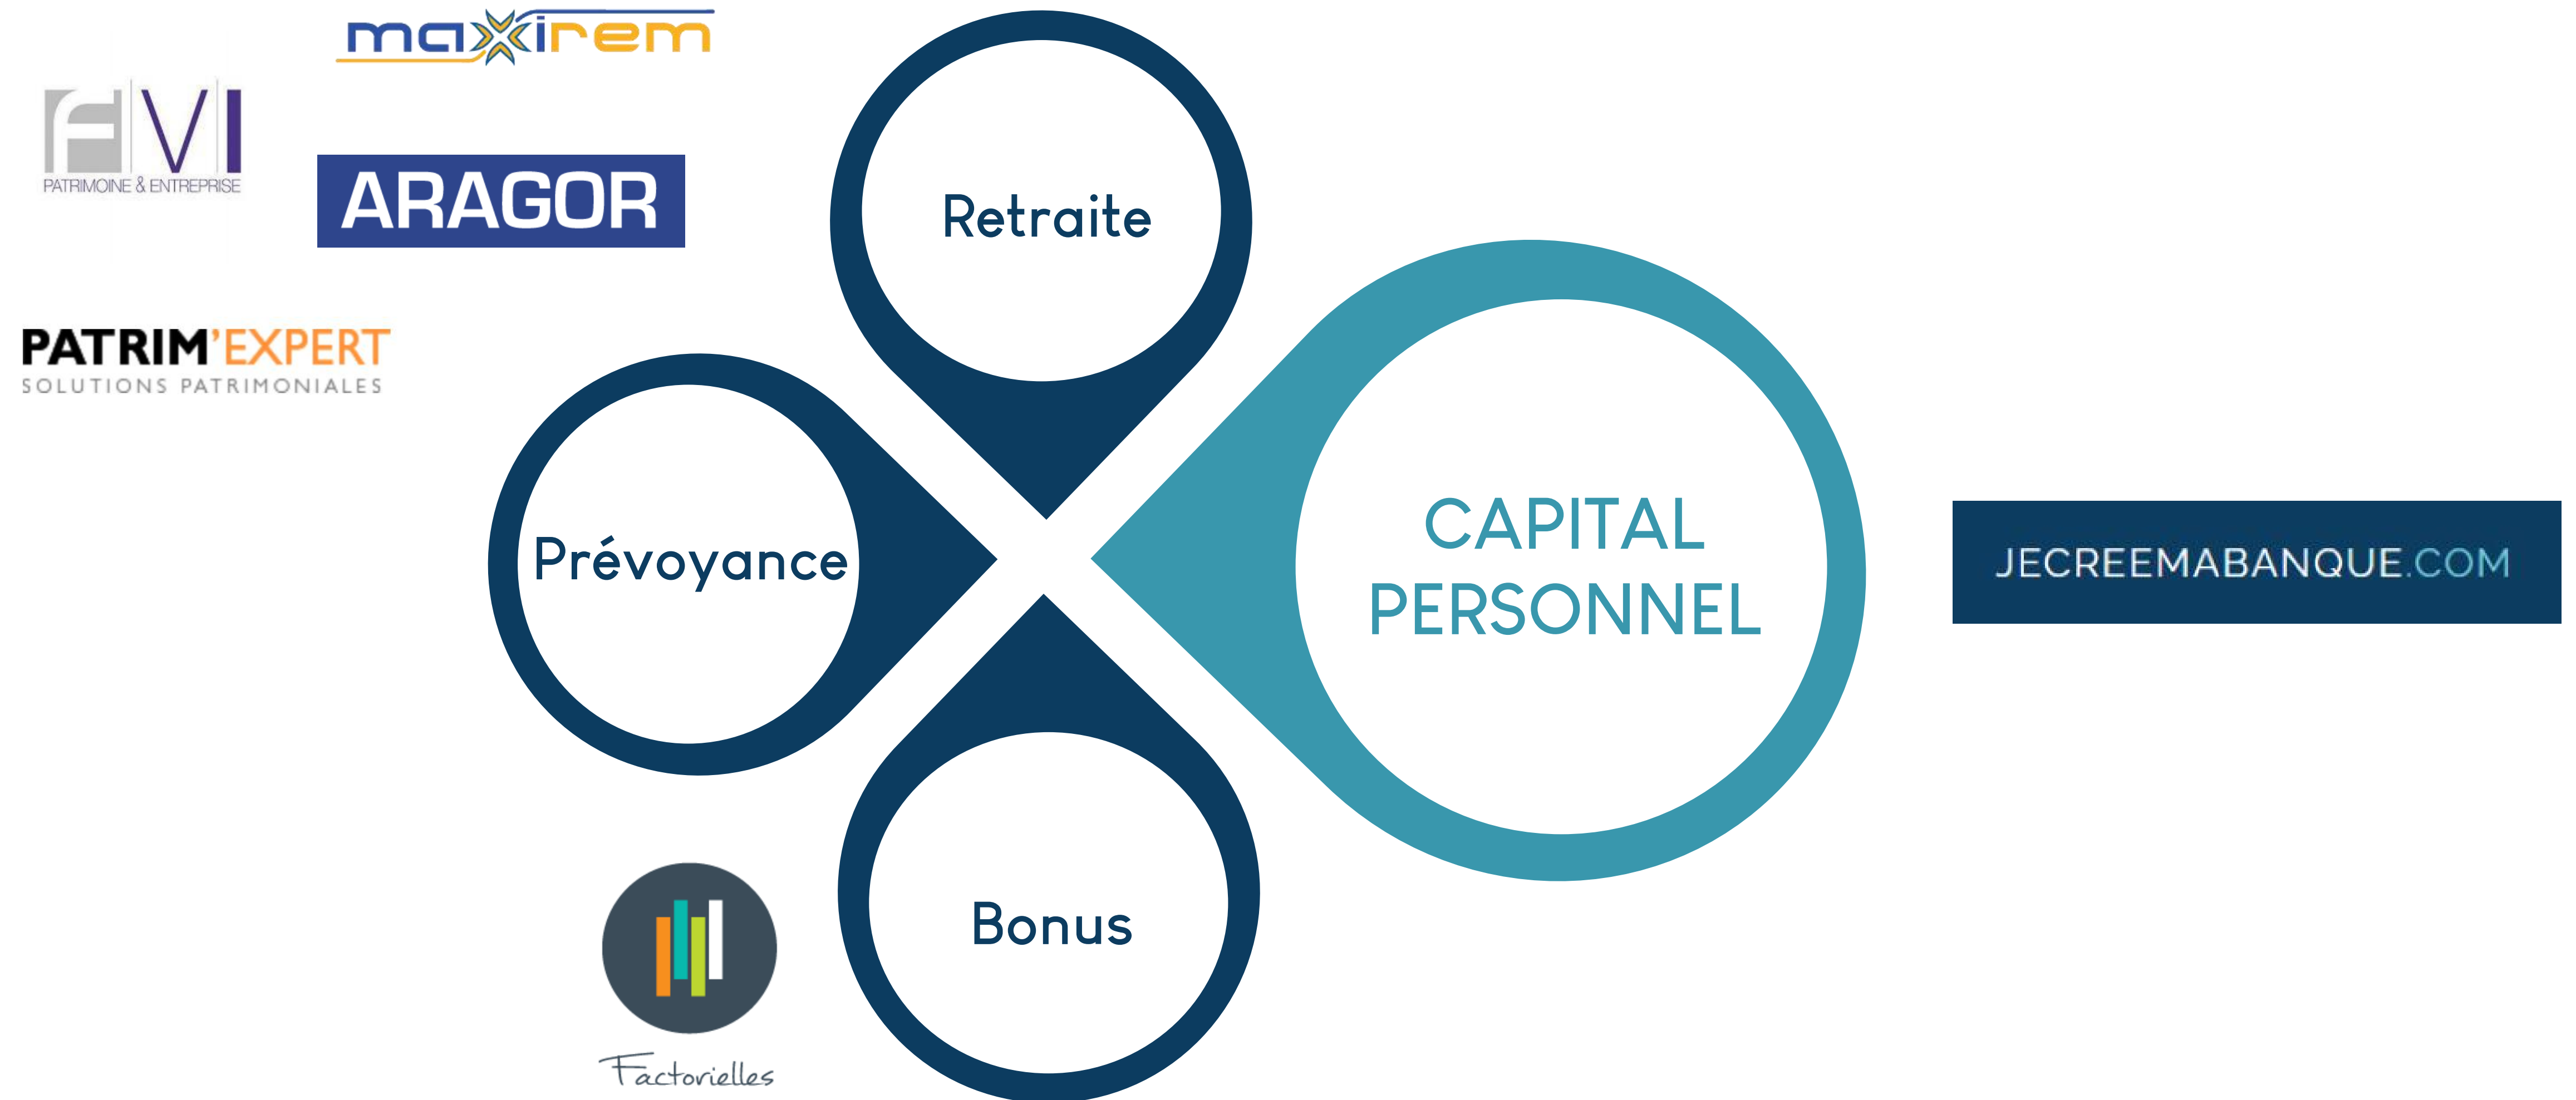 maxirem
FVI
PATRIMOINE & ENTREPRISE
ARAGOR
PATRIM'EXPERT
SOLUTIONS PATRIMONIALES
Retraite
Prévoyance
CAPITAL
PERSONNEL
JECREEMABANQUE.COM
Bonus
Factorielles